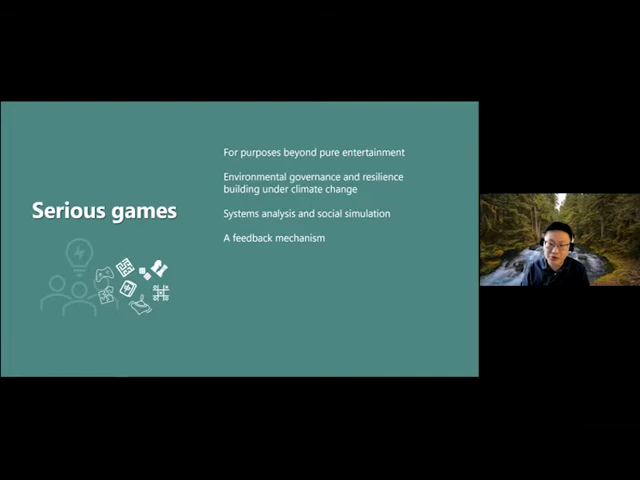 Serious games
For purposes beyond pure entertainment
Environmental governance and resilience
building under climate change
Systems analysis and social simulation
A feedback mechanism